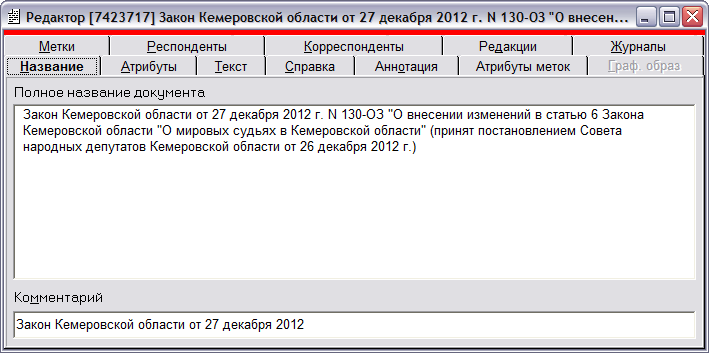 Редактор [7423717] Закон Кемеровской области от 27 декабря 2012 г. N 130-ОЗ "О внесен...
Метки Респонденты Корреспонденты Редакции Журналы
Название Атрибуты Текст Справка Аннотация Атрибуты меток Граф. образ
Полное название документа
Закон Кемеровской области от 27 декабря 2012 г. N 130-ОЗ "О внесении изменений в статью 6 Закона
Кемеровской области "О мировых судьях в Кемеровской области" (принят постановлением Совета
народных депутатов Кемеровской области от 26 декабря 2012 г.)
Комментарий
Закон Кемеровской области от 27 декабря 2012